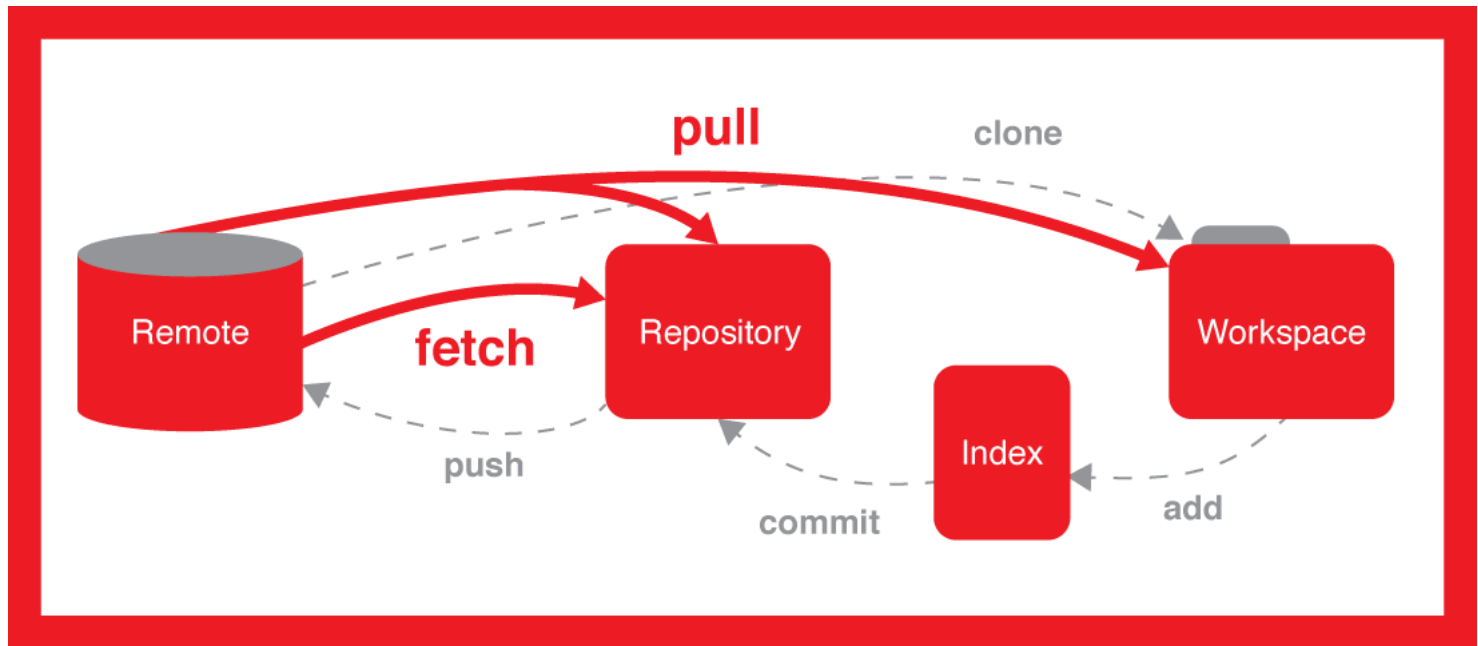 pull
clone
Remote
fetch
Repository
Workspace
push
Index
commit
add